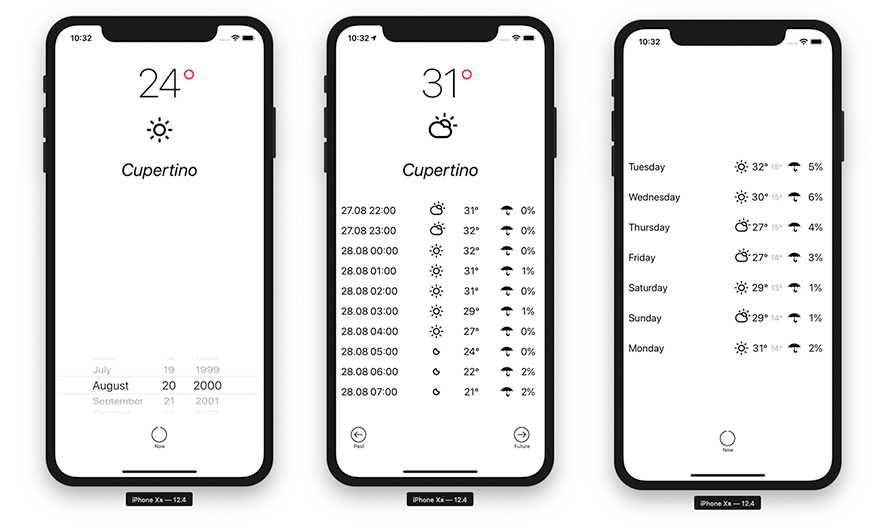 10:32
24°
Cupertino
June
July 19 1999
August 20 2000
September 21 2001
October
Now
iPhone Xʀ — 12.4
10:32
31°
Cupertino
27.08 22:00 31° 0%
27.08 23:00 32° 0%
28.08 00:00 32° 0%
28.08 01:00 31° 1%
28.08 02:00 31° 0%
28.08 03:00 29° 1%
28.08 04:00 27° 0%
28.08 05:00 24° 0%
28.08 06:00 22° 2%
28.08 07:00 21° 2%
Past Future
iPhone Xʀ — 12.4
10:32
Tuesday 32° 18° 5%
Wednesday 30° 15° 6%
Thursday 27° 15° 4%
Friday 27° 14° 3%
Saturday 29° 13° 1%
Sunday 29° 14° 1%
Monday 31° 14° 2%
Now
iPhone Xʀ — 12.4